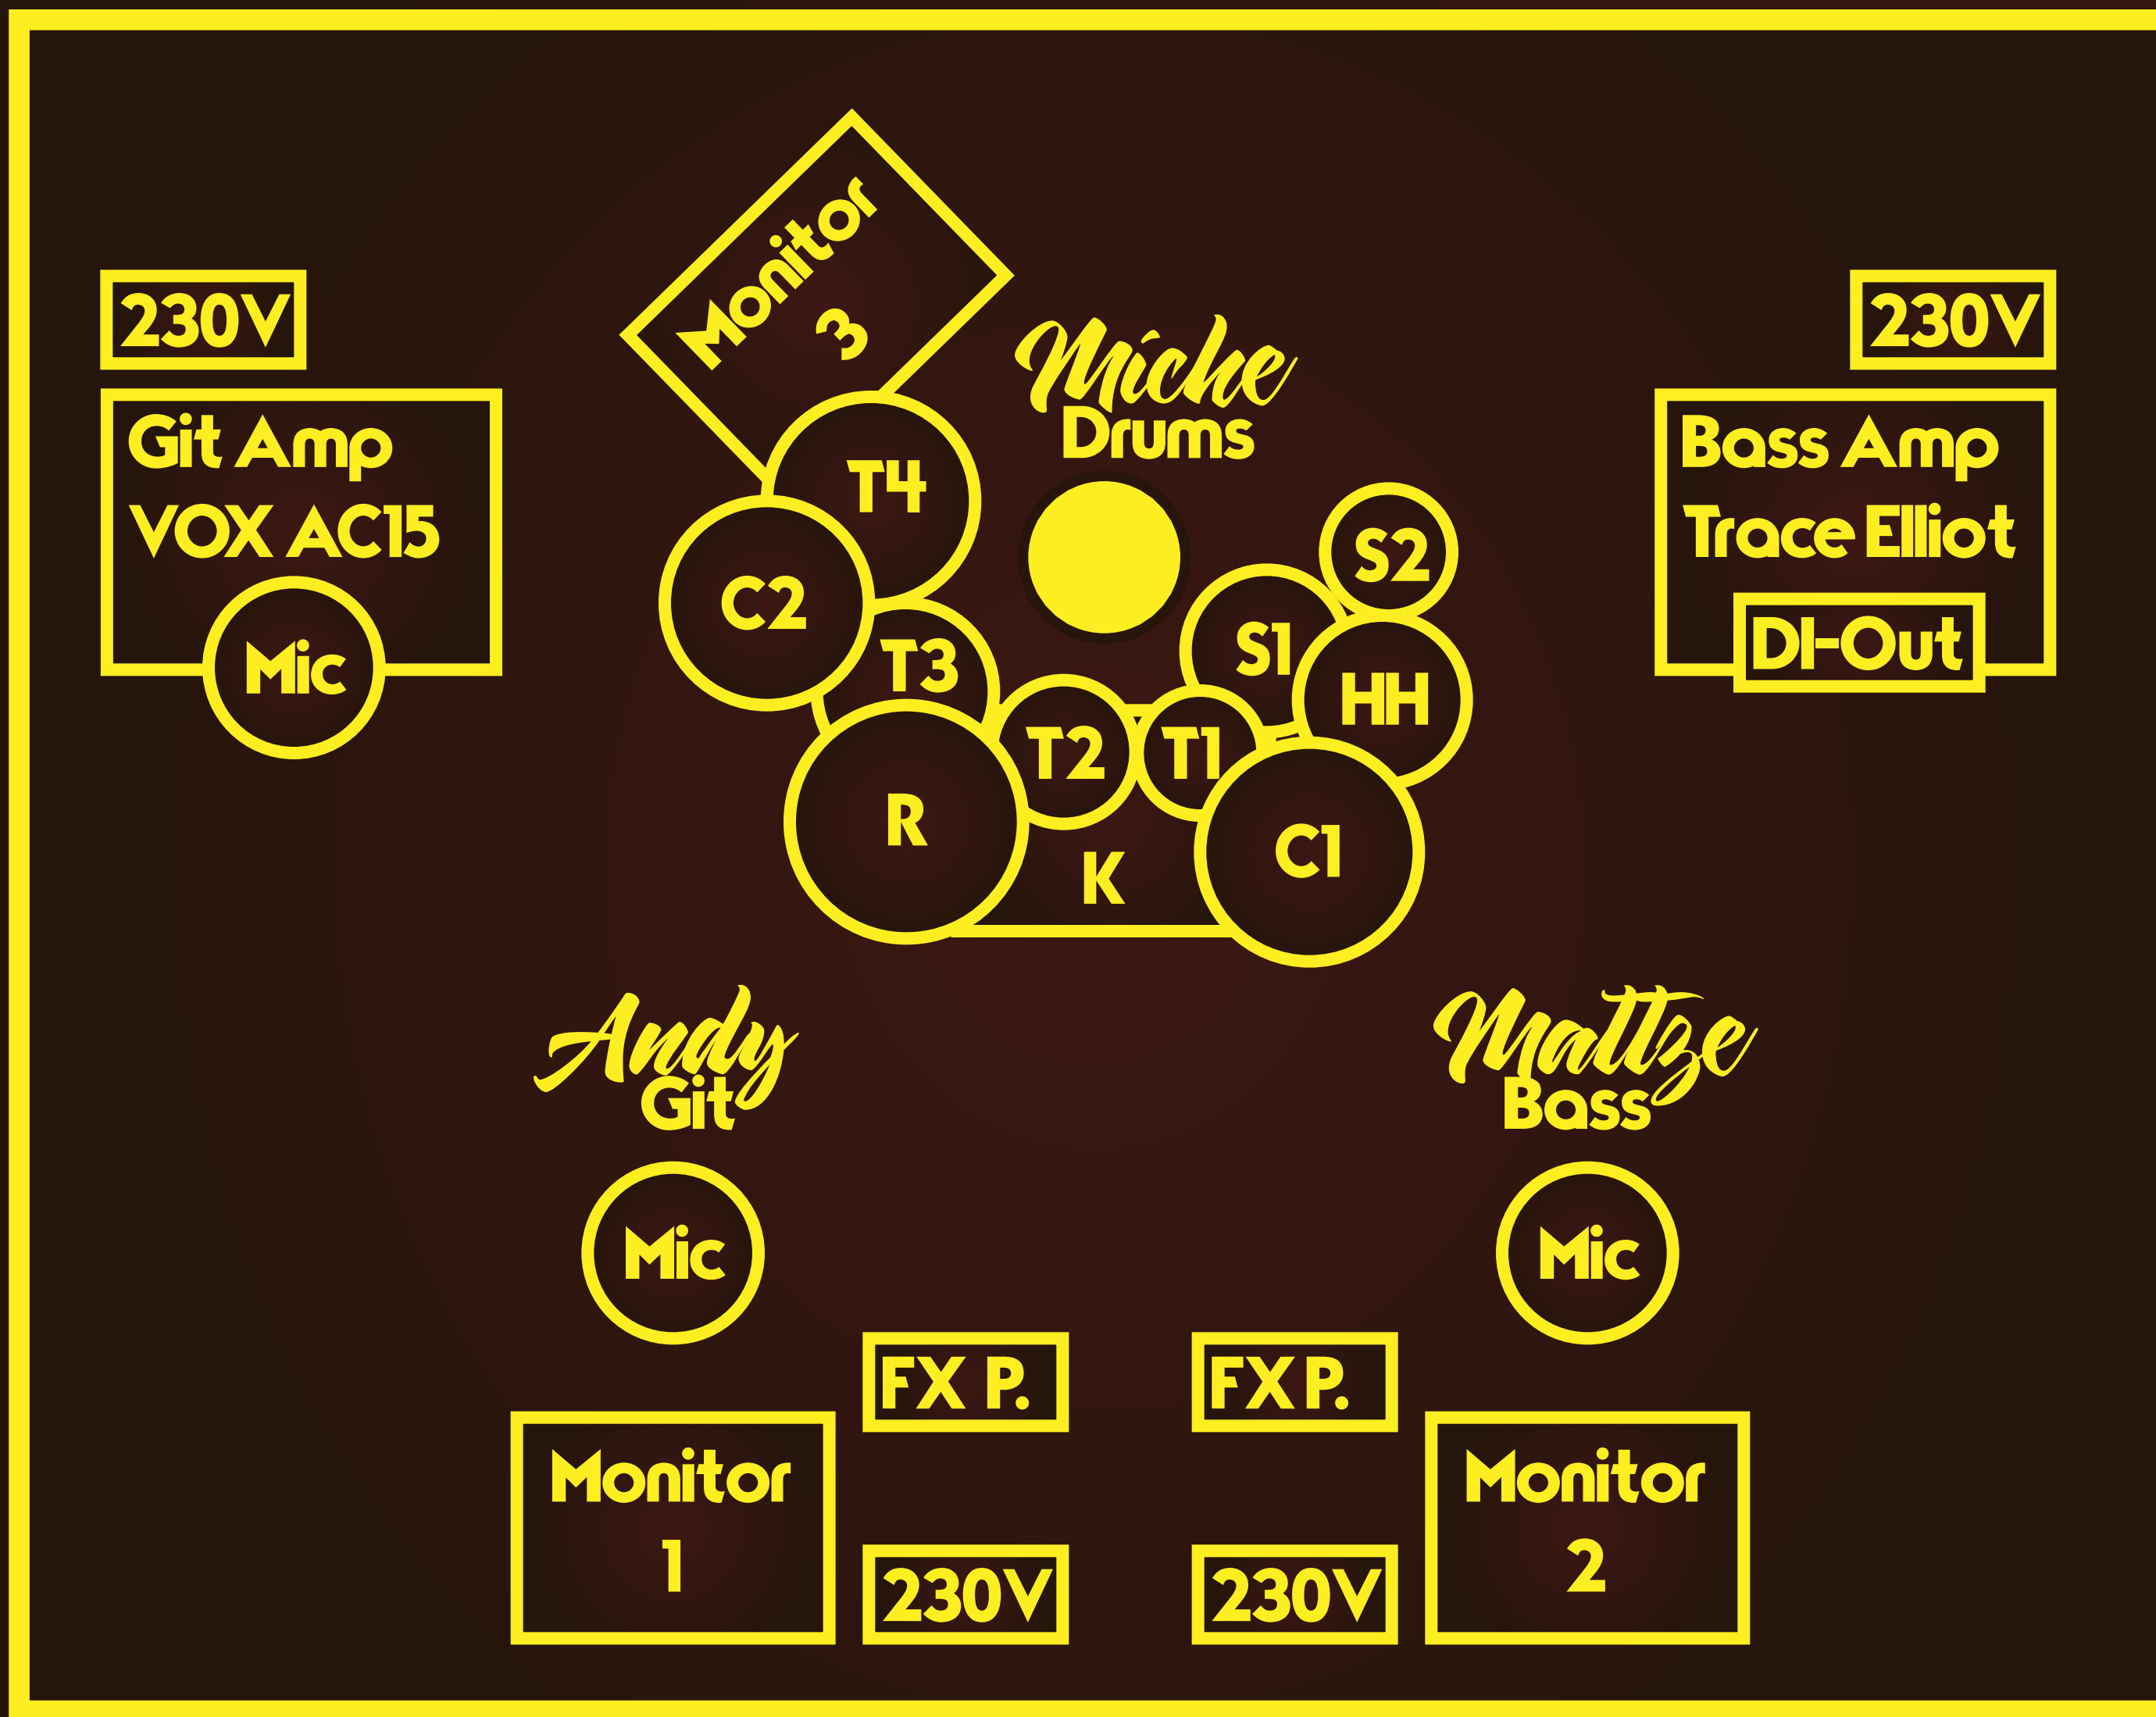 Monitor
3
230V
230V
Micke
Drums
Git Amp
VOX AC15
Mic
Bass Amp
Trace Elliot
DI-Out
T4
C2
T3
S2
S1
HH
T2
T1
R
C1
K
Andy
Git
Mattye
Bass
Mic
Mic
FX P.
FX P.
Monitor
1
Monitor
2
230V
230V